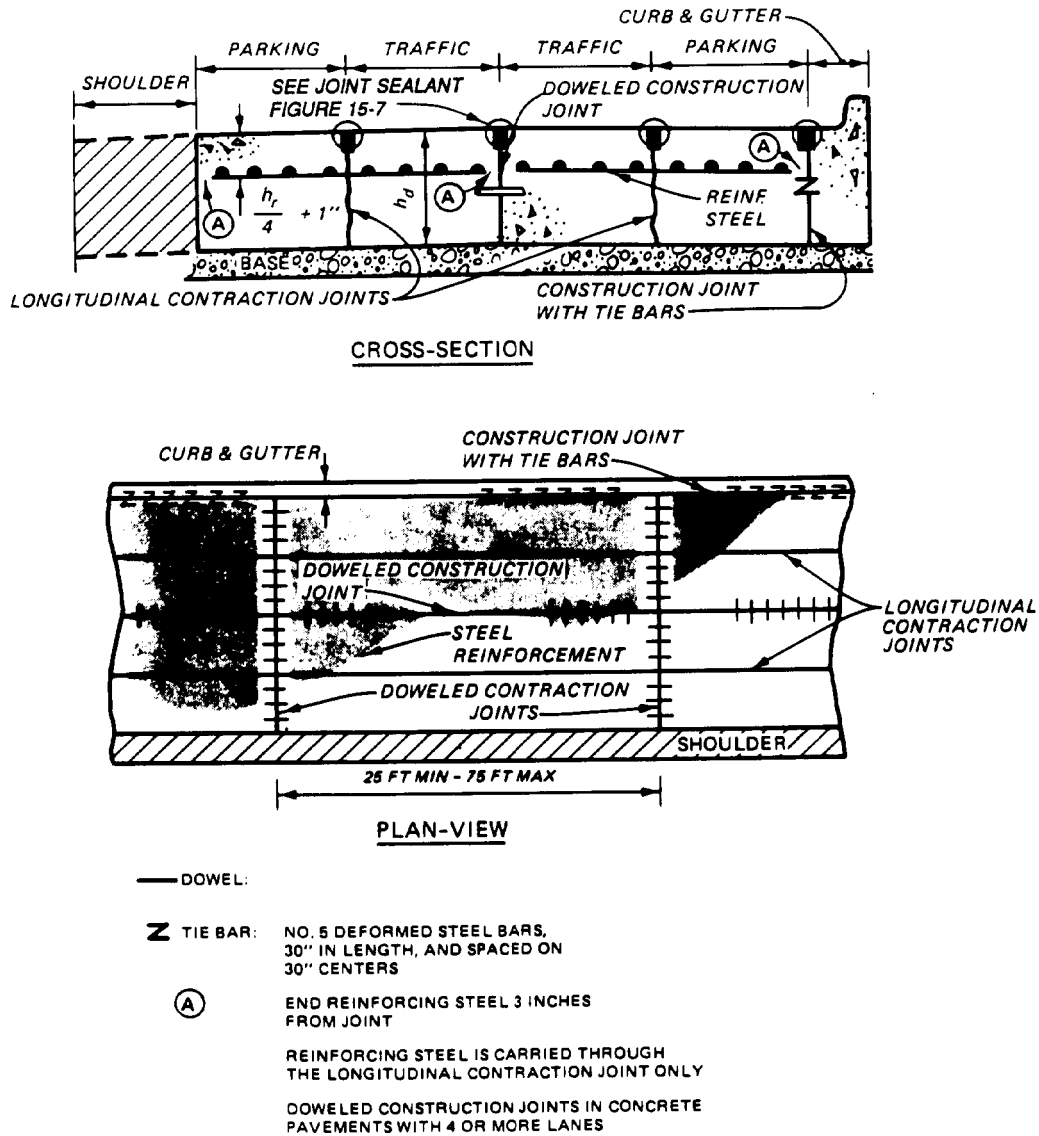 CURB & GUTTER
PARKING
TRAFFIC
TRAFFIC
PARKING
SHOULDER
SEE JOINT SEALANT
FIGURE 15-7
DOWELED CONSTRUCTION
JOINT
A
A
A
hr/4 + 1"
hd
REINF.
STEEL
BASE
LONGITUDINAL CONTRACTION JOINTS
CONSTRUCTION JOINT
WITH TIE BARS
CROSS-SECTION
CURB & GUTTER
CONSTRUCTION JOINT
WITH TIE BARS
DOWELED CONSTRUCTION
JOINT
STEEL
REINFORCEMENT
LONGITUDINAL
CONTRACTION
JOINTS
DOWELED CONTRACTION
JOINTS
SHOULDER
25 FT MIN - 75 FT MAX
PLAN-VIEW
DOWEL:
TIE BAR: NO. 5 DEFORMED STEEL BARS,
30" IN LENGTH, AND SPACED ON
30" CENTERS
A END REINFORCING STEEL 3 INCHES
FROM JOINT
REINFORCING STEEL IS CARRIED THROUGH
THE LONGITUDINAL CONTRACTION JOINT ONLY
DOWELED CONSTRUCTION JOINTS IN CONCRETE
PAVEMENTS WITH 4 OR MORE LANES